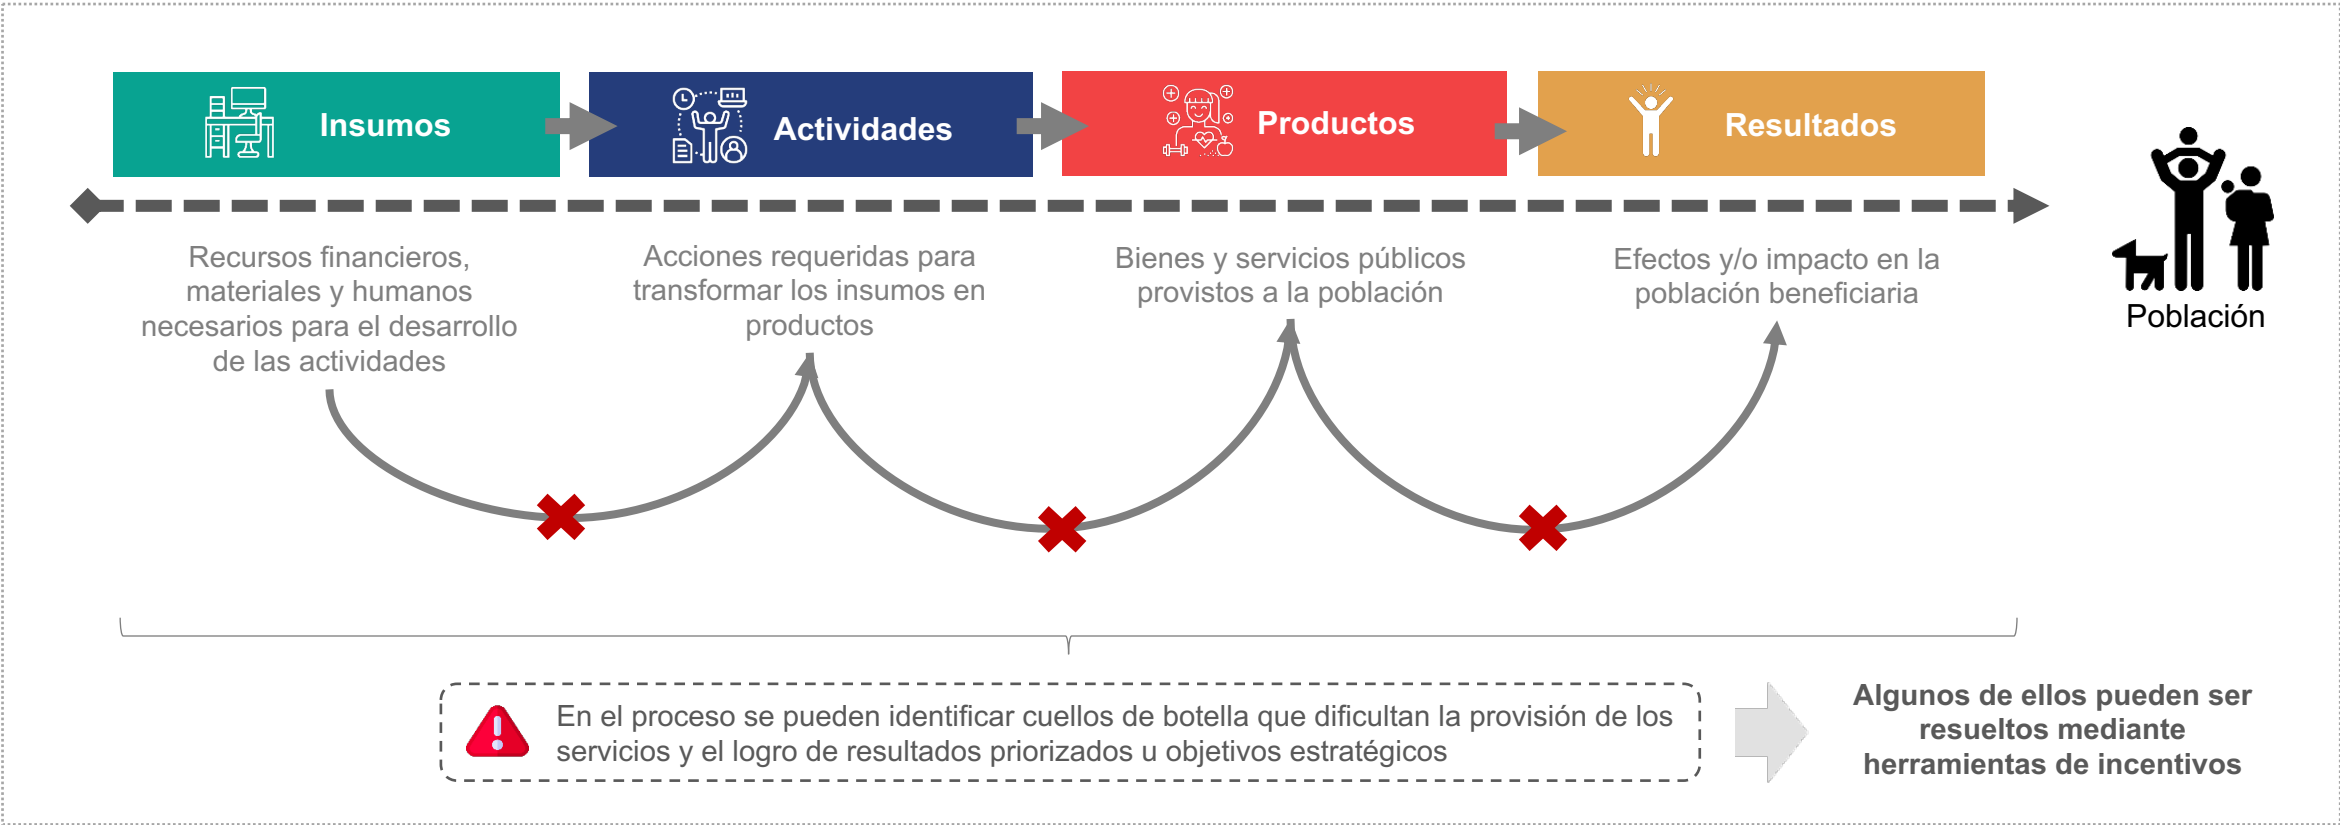 Insumos
Actividades
Productos
Resultados
Recursos financieros,
materiales y humanos
necesarios para el desarrollo
de las actividades
Acciones requeridas para
transformar los insumos en
productos
Bienes y servicios públicos
provistos a la población
Efectos y/o impacto en la
población beneficiaria
Población
En el proceso se pueden identificar cuellos de botella que dificultan la provisión de los
servicios y el logro de resultados priorizados u objetivos estratégicos
Algunos de ellos pueden ser
resueltos mediante
herramientas de incentivos